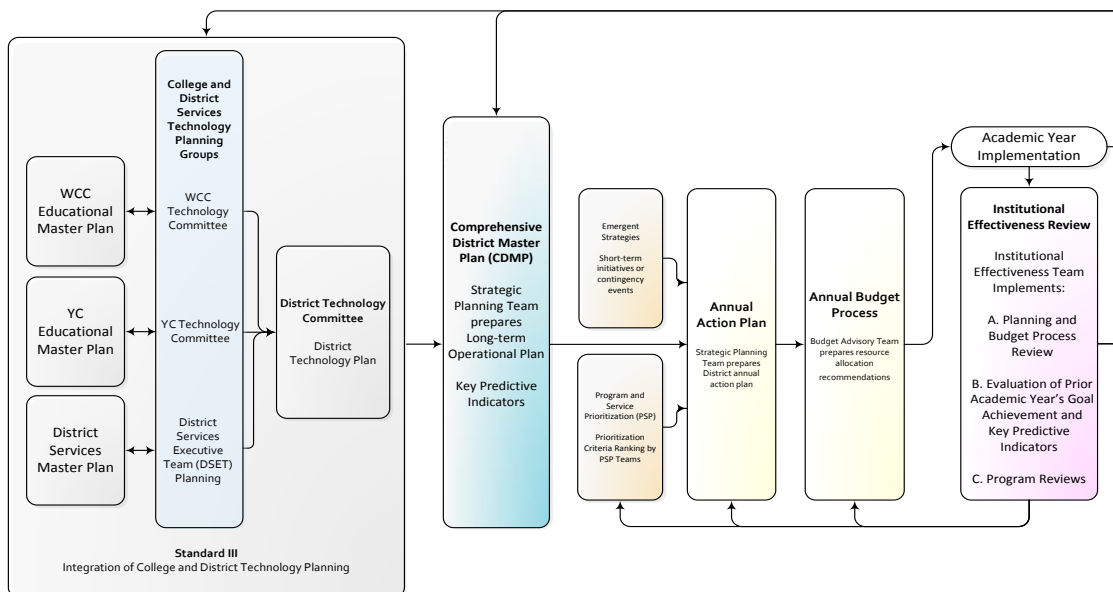 College and
District
Services
Technology
Planning
Groups
WCC
Educational
Master Plan
WCC
Technology
Committee
YC
Educational
Master Plan
YC Technology
Committee
District
Services
Master Plan
District
Services
Executive
Team (DSET)
Planning
District Technology
Committee
District
Technology Plan
Standard III
Integration of College and District Technology Planning
Comprehensive
District Master
Plan (CDMP)
Strategic
Planning Team
prepares
Long-term
Operational Plan
Key Predictive
Indicators
Emergent
Strategies
Short-term
initiatives or
contingency
events
Program and
Service
Prioritization (PSP)
Prioritization
Criteria Ranking by
PSP Teams
Annual
Action Plan
Strategic Planning
Team prepares
District annual
action plan
Annual Budget
Process
Budget Advisory Team
prepares resource
allocation
recommendations
Academic Year
Implementation
Institutional
Effectiveness Review
Institutional
Effectiveness Team
Implements:
A. Planning and
Budget Process
Review
B. Evaluation of Prior
Academic Year’s Goal
Achievement and
Key Predictive
Indicators
C. Program Reviews